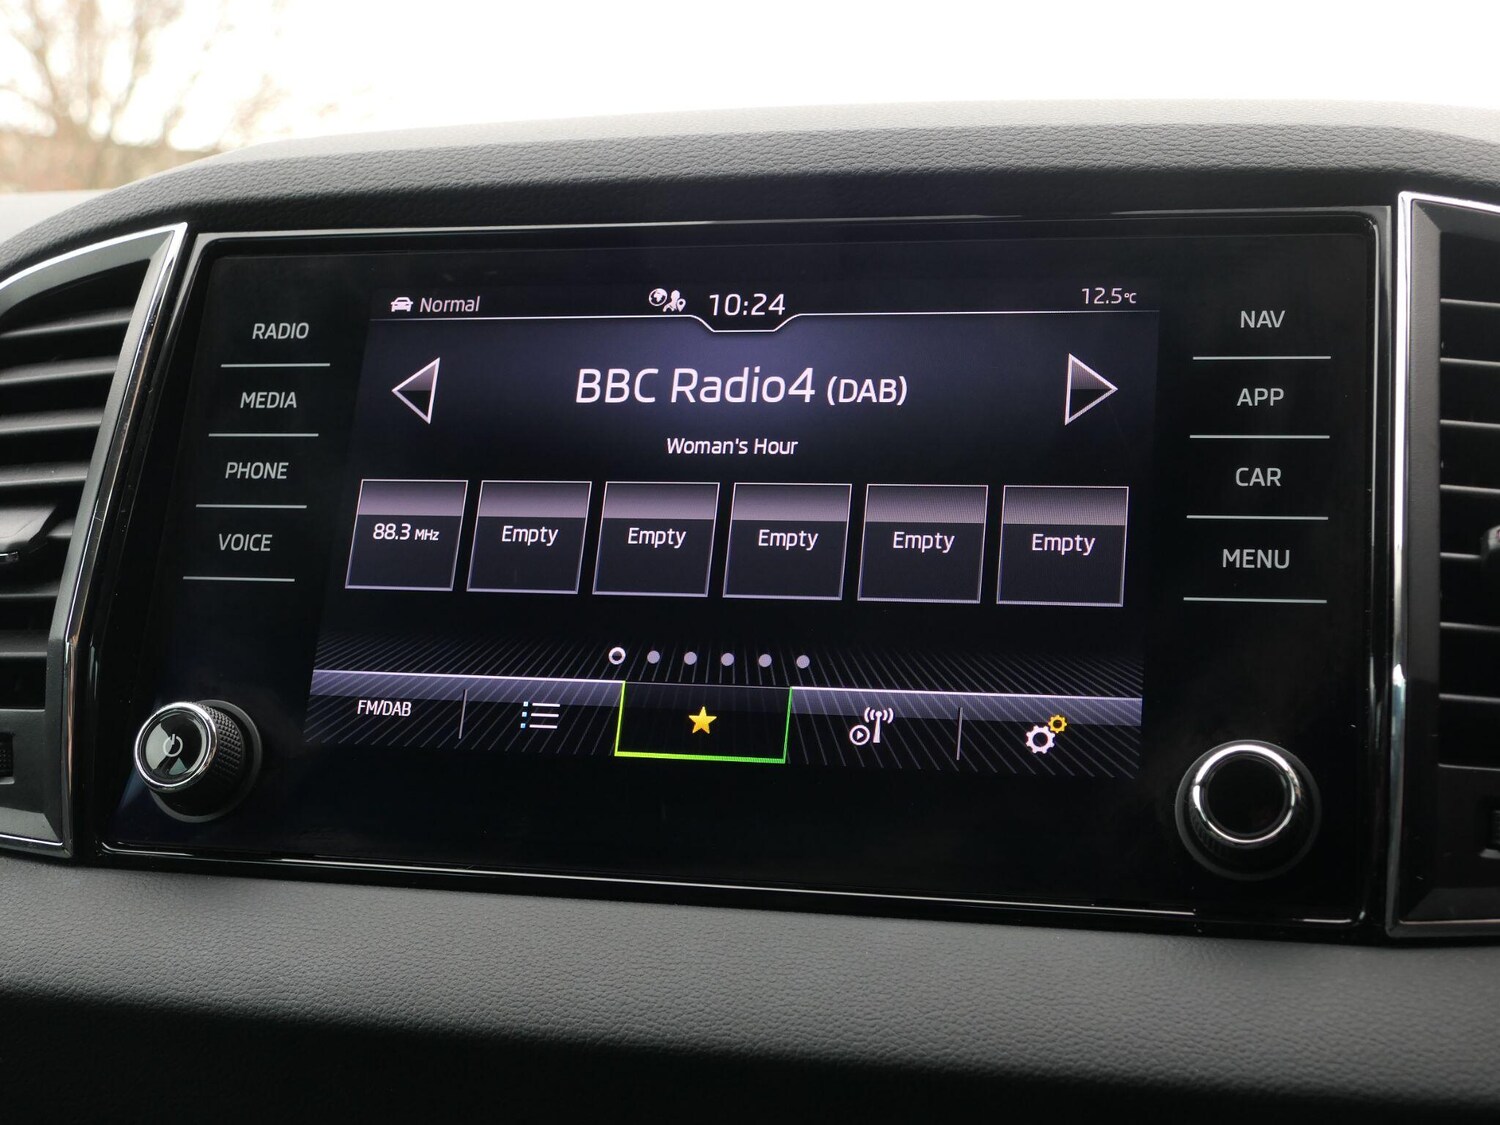 Normal
10:24
12.5°C
RADIO
MEDIA
PHONE
VOICE
BBC Radio4 (DAB)
Woman's Hour
88.3 MHz
Empty
Empty
Empty
Empty
Empty
FM/DAB
NAV
APP
CAR
MENU